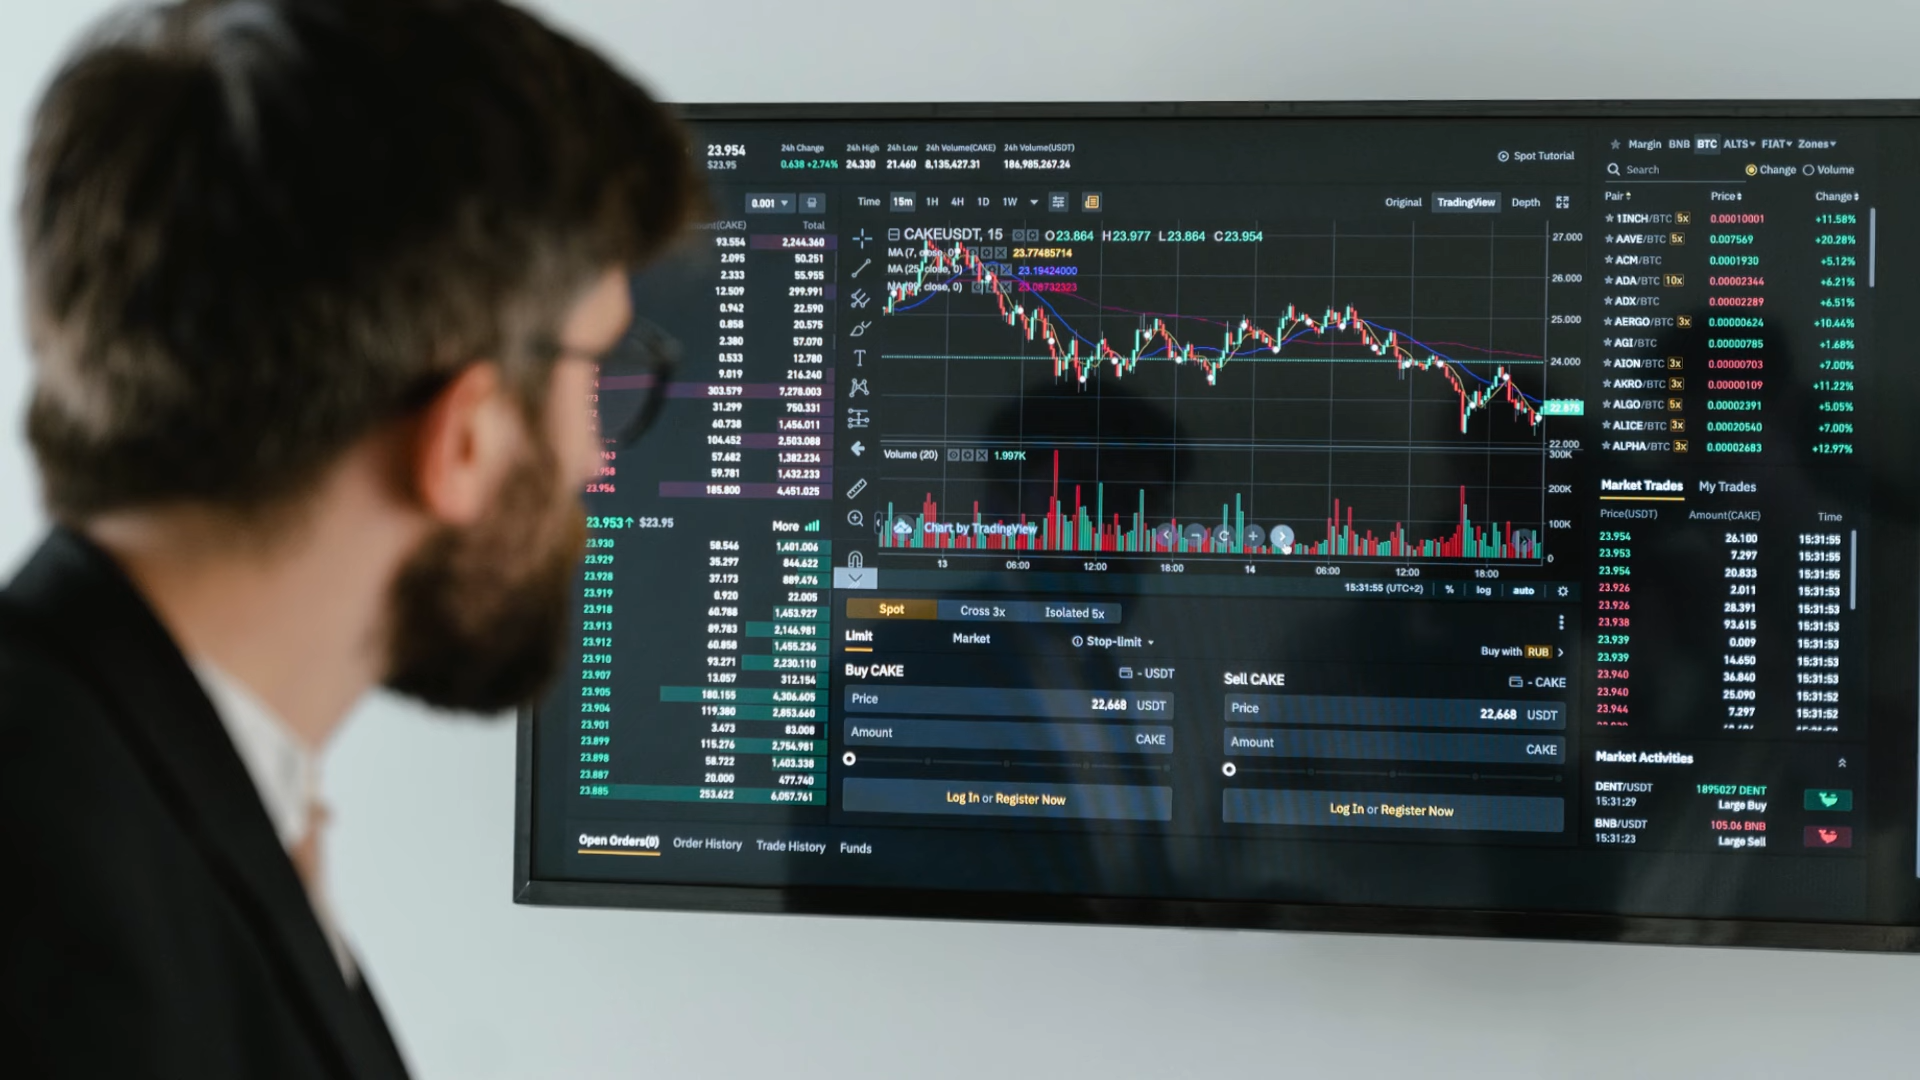 23.954
$23.95
24h Change
0.638 +2.74%
24h High
24.330
24h Low
21.460
24h Volume(CAKE)
8,135,427.31
24h Volume(USDT)
186,985,267.24
Spot Tutorial
0.001
(CAKE) Total
93.554 2,244.360
2.095 50.251
2.333 55.955
12.509 299.991
0.942 22.590
0.858 20.575
2.380 57.070
0.533 12.780
9.019 216.240
303.579 7,278.003
31.299 750.331
60.738 1,456.011
104.452 2,503.088
57.682 1,382.234
59.781 1,432.233
23.956 185.800 4,451.025
23.953↑ $23.95 More
23.930 58.546 1,401.006
23.929 35.297 844.622
23.928 37.173 889.476
23.919 0.920 22.005
23.918 60.788 1,453.927
23.913 89.783 2,146.981
23.912 60.858 1,455.236
23.910 93.271 2,230.110
23.907 13.057 312.154
23.905 180.155 4,306.605
23.904 119.380 2,853.660
23.901 3.473 83.008
23.899 115.276 2,754.981
23.898 58.722 1,403.338
23.887 20.000 477.740
23.885 253.622 6,057.761
Time 15m 1H 4H 1D 1W
Original TradingView Depth
CAKEUSDT, 15 O23.864 H23.977 L23.864 C23.954
MA (7, close, 0) 23.77485714
MA (25, close, 0) 23.19424000
MA (99, close, 0) 23.08732323
27.000
26.000
25.000
24.000
22.875
22.000
Volume (20) 1.997K
300K
200K
100K
0
Chart by TradingView
13 06:00 12:00 18:00 14 06:00 12:00 18:00
15:31:55 (UTC+2) % log auto
Spot Cross 3x Isolated 5x
Limit Market Stop-limit
Buy with RUB
Buy CAKE - USDT
Price 22,668 USDT
Amount CAKE
Log In or Register Now
Sell CAKE - CAKE
Price 22,668 USDT
Amount CAKE
Log In or Register Now
Open Orders(0) Order History Trade History Funds
Margin BNB BTC ALTS FIAT Zones
Search Change Volume
Pair Price Change
1INCH/BTC 5x 0.00010001 +11.58%
AAVE/BTC 5x 0.007569 +20.28%
ACM/BTC 0.0001930 +5.12%
ADA/BTC 10x 0.00002344 +6.21%
ADX/BTC 0.00002289 +6.51%
AERGO/BTC 3x 0.00000624 +10.44%
AGI/BTC 0.00000785 +1.68%
AION/BTC 3x 0.00000703 +7.00%
AKRO/BTC 3x 0.00000109 +11.22%
ALGO/BTC 5x 0.00002391 +5.05%
ALICE/BTC 3x 0.00020540 +7.00%
ALPHA/BTC 3x 0.00002683 +12.97%
Market Trades My Trades
Price(USDT) Amount(CAKE) Time
23.954 26.100 15:31:55
23.953 7.297 15:31:55
23.954 20.833 15:31:55
23.926 2.011 15:31:53
23.926 28.391 15:31:53
23.938 93.615 15:31:53
23.939 0.009 15:31:53
23.939 14.650 15:31:53
23.940 36.840 15:31:53
23.940 25.090 15:31:52
23.944 7.297 15:31:52
Market Activities
DENT/USDT 1895027 DENT
15:31:29 Large Buy
BNB/USDT 105.06 BNB
15:31:23 Large Sell